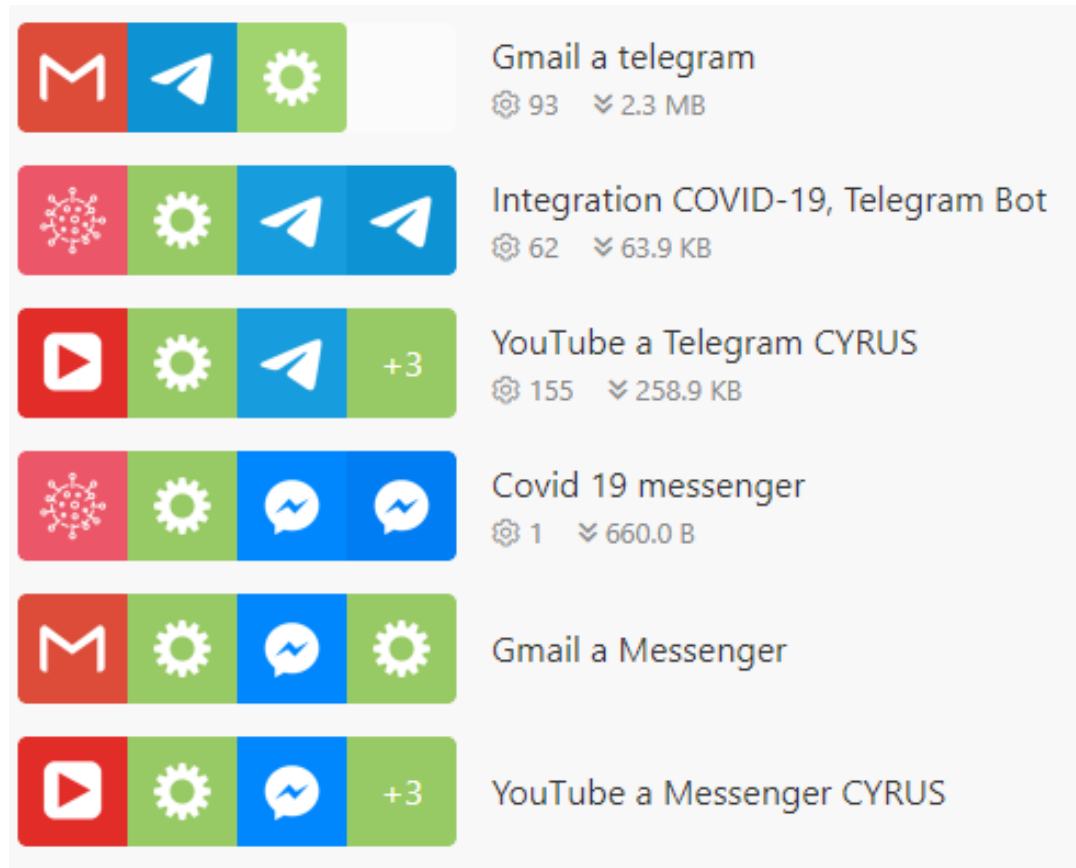 Gmail a telegram
93 2.3 MB
Integration COVID-19, Telegram Bot
62 63.9 KB
+3
YouTube a Telegram CYRUS
155 258.9 KB
Covid 19 messenger
1 660.0 B
Gmail a Messenger
+3
YouTube a Messenger CYRUS